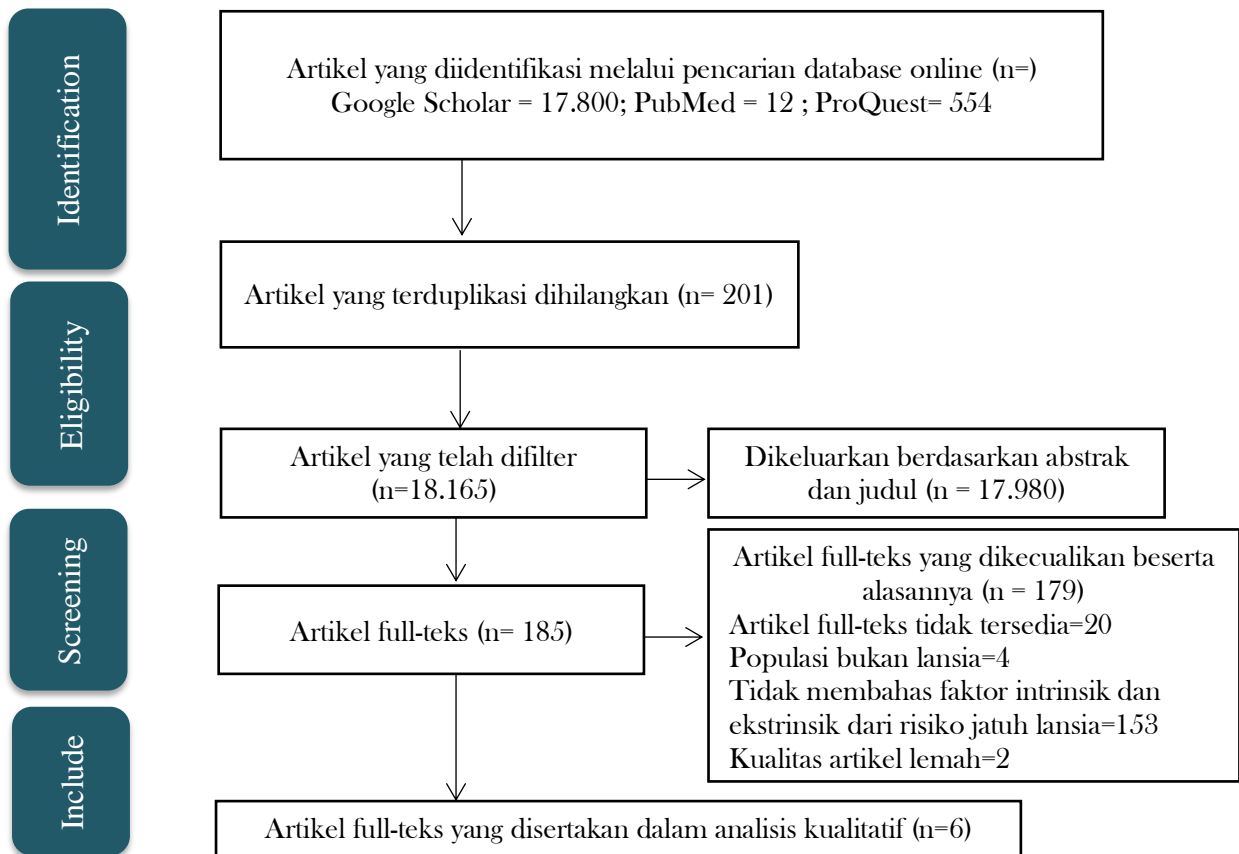 Identification
Artikel yang diidentifikasi melalui pencarian database online (n=)
Google Scholar = 17.800; PubMed = 12 ; ProQuest= 554
Eligibility
Artikel yang terduplikasi dihilangkan (n= 201)
Artikel yang telah difilter
(n=18.165)
Dikeluarkan berdasarkan abstrak
dan judul (n = 17.980)
Screening
Artikel full-teks (n= 185)
Artikel full-teks yang dikecualikan beserta
alasannya (n = 179)
Artikel full-teks tidak tersedia=20
Populasi bukan lansia=4
Tidak membahas faktor intrinsik dan
ekstrinsik dari risiko jatuh lansia=153
Kualitas artikel lemah=2
Include
Artikel full-teks yang disertakan dalam analisis kualitatif (n=6)